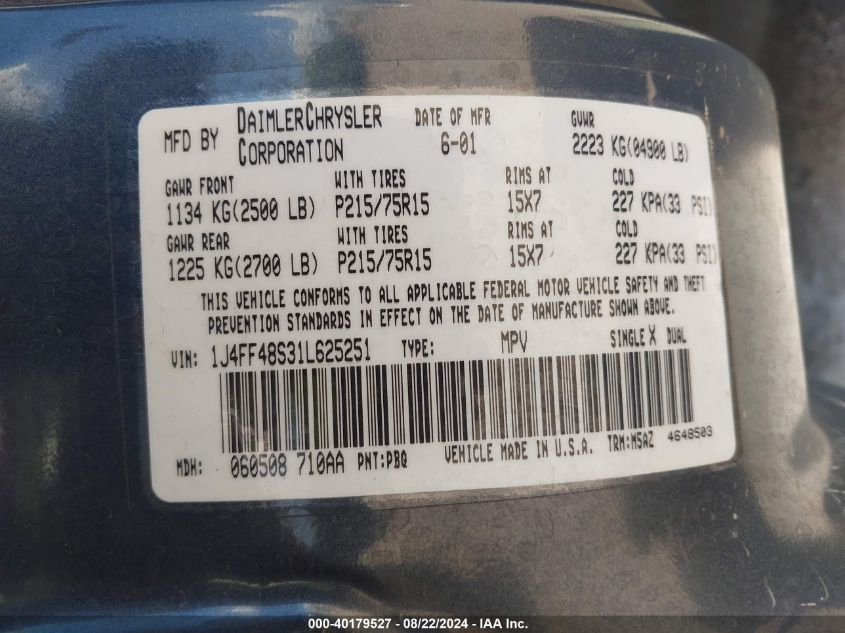 MFD BY DAIMLERCHRYSLER CORPORATION DATE OF MFR 6-01 GVWR 2223 KG(04900 LB)
GAWR FRONT WITH TIRES RIMS AT COLD
1134 KG(2500 LB) P215/75R15 15X7 227 KPA(33 PSI)
GAWR REAR WITH TIRES RIMS AT COLD
1225 KG(2700 LB) P215/75R15 15X7 227 KPA(33 PSI)
THIS VEHICLE CONFORMS TO ALL APPLICABLE FEDERAL MOTOR VEHICLE SAFETY AND THEFT
PREVENTION STANDARDS IN EFFECT ON THE DATE OF MANUFACTURE SHOWN ABOVE.
VIN: 1J4FF48S31L625251 TYPE: MPV SINGLE X DUAL
MDH: 060508 710AA PNT:PBQ VEHICLE MADE IN U.S.A. TRM:M5AZ 4648503
000-40179527 - 08/22/2024 - IAA Inc.